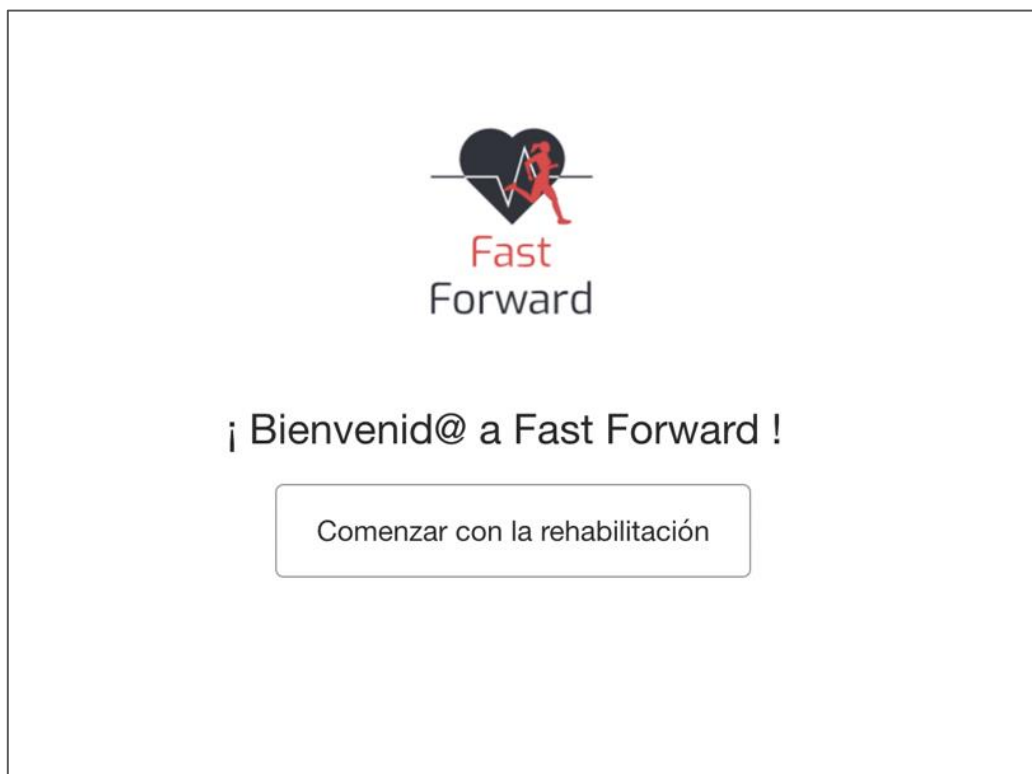 Fast
Forward
¡ Bienvenid@ a Fast Forward !
Comenzar con la rehabilitación